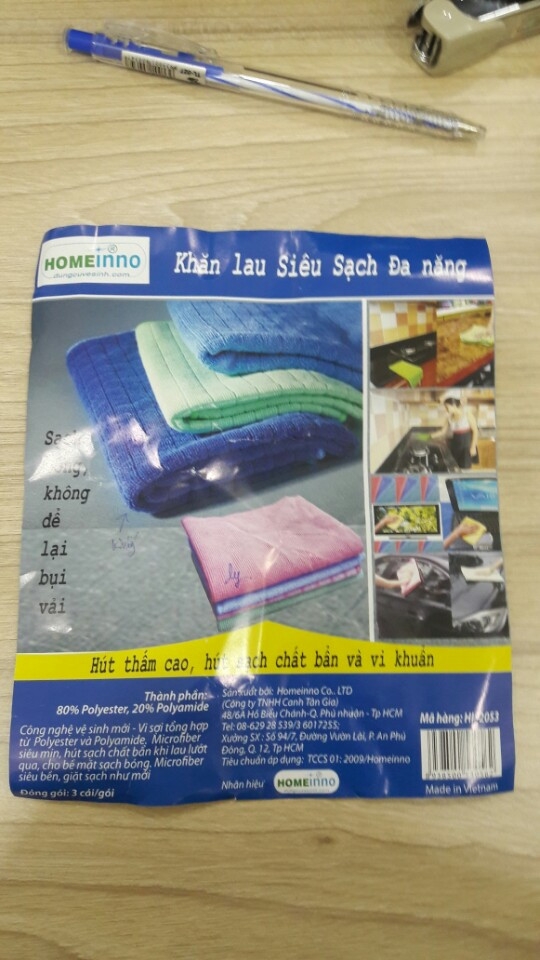 HOMEinno
dungcuvesinh.com
Khăn lau Siêu Sạch Đa năng
Sạch
không
để
lại
bụi
vải
ly
Hút thấm cao, hút sạch chất bẩn và vi khuẩn
Thành phần:
80% Polyester, 20% Polyamide
Công nghệ vệ sinh mới - Vi sợi tổng hợp
từ Polyester và Polyamide, Microfiber
siêu mịn, hút sạch chất bẩn khi lau lướt
qua, cho bề mặt sạch bóng. Microfiber
siêu bền, giặt sạch như mới
Đóng gói: 3 cái/gói
Sản xuất bởi: Homeinno Co.. LTD
(Công ty TNHH Canh Tân Gia)
48/6A Hồ Biểu Chánh-Q. Phú nhuận - Tp HCM
Tel: 08-629 28 539/3 6017255;
Xưởng SX : Số 94/7, Đường Vườn Lài, P. An Phú
Đông, Q. 12, Tp HCM
Tiêu chuẩn áp dụng: TCCS 01: 2009/Homeinno
Nhãn hiệu
HOMEinno
Mã hàng: HI-2053
Made in Vietnam